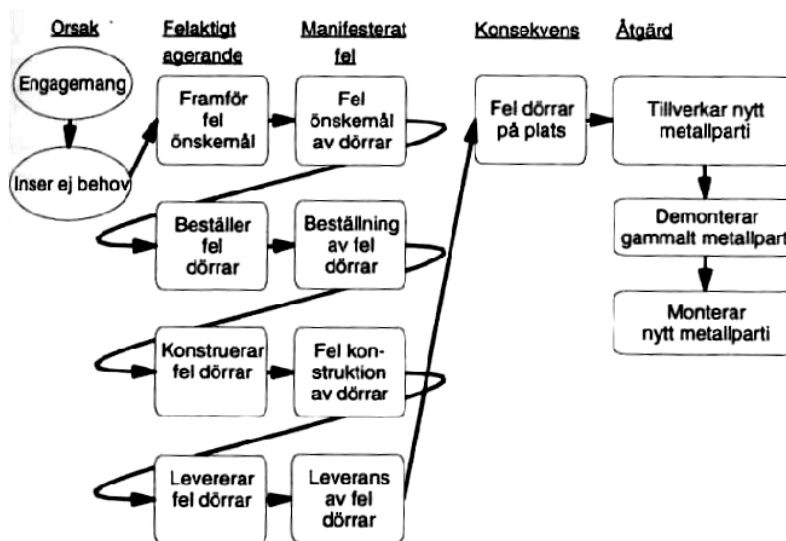 Orsak
Felaktigt
agerande
Manifesterat
fel
Konsekvens
Åtgärd
Engagemang
Inser ej behov
Framför
fel
önskemål
Fel
önskemål
av dörrar
Fel dörrar
på plats
Tillverkar nytt
metallparti
Beställer
fel
dörrar
Beställning
av fel
dörrar
Demonterar
gammalt metallparti
Monterar
nytt metallparti
Konstruerar
fel dörrar
Fel kon-
struktion
av dörrar
Levererar
fel dörrar
Leverans
av fel
dörrar